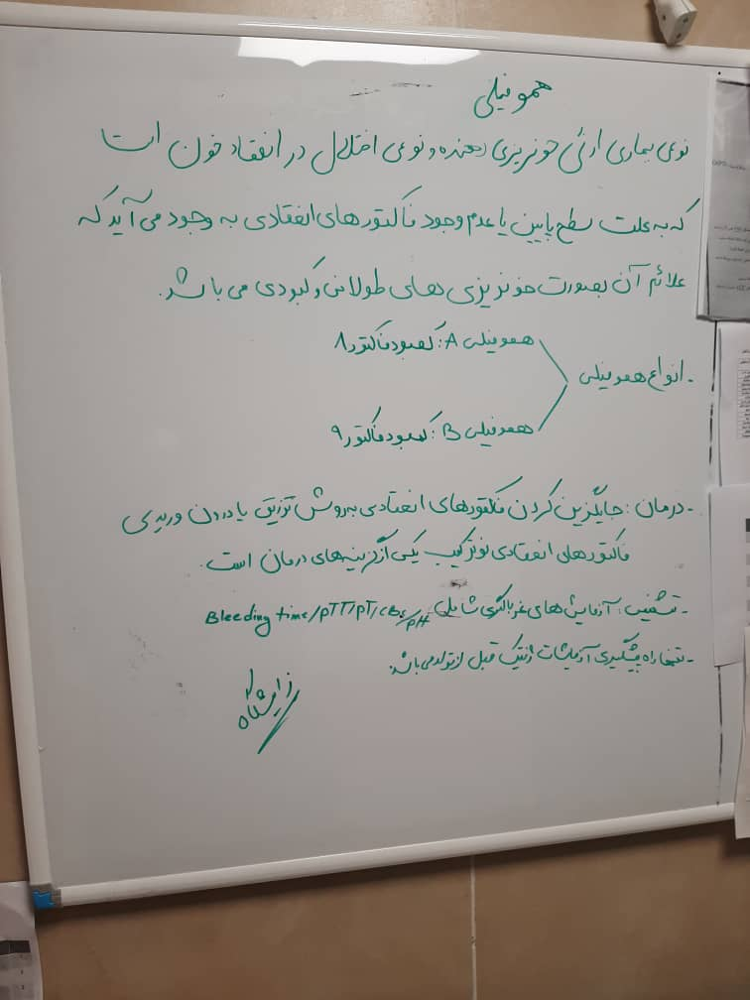 هموفیلی
نوعی بیماری ارثی خونریزی دهنده و نوعی اختلال در انعقاد خون است
که به علت سطح پایین یا عدم وجود فاکتورهای انعقادی به وجود می آید که
علائم آن بصورت خونریزی های طولانی و کبودی می باشد.
هموفیلی A: کمبود فاکتور ۸
- انواع هموفیلی
هموفیلی B: کمبود فاکتور ۹
- درمان: جایگزین کردن فاکتورهای انعقادی به روش تزریق یا درون وریدی
فاکتورهای انعقادی نوترکیب یکی از گزینه های درمان است.
- تشخیص: آزمایش های غربالگری شامل Bleeding time/PTT/PT/CBC/PH
- تنها راه پیشگیری آزمایشات ژنتیک قبل از تولد می باشد.
زایشگاه